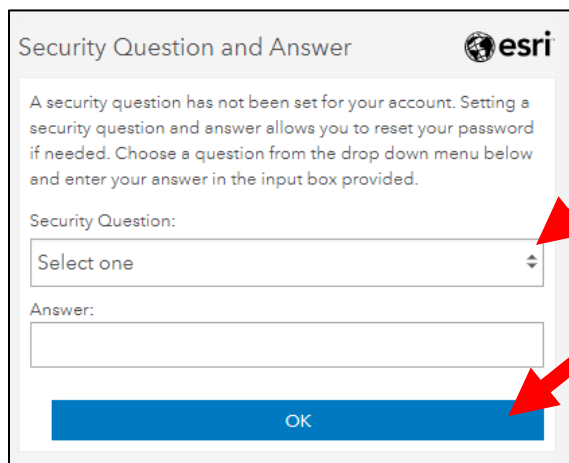 Security Question and Answer
esri
A security question has not been set for your account. Setting a
security question and answer allows you to reset your password
if needed. Choose a question from the drop down menu below
and enter your answer in the input box provided.
Security Question:
Select one
Answer:
OK